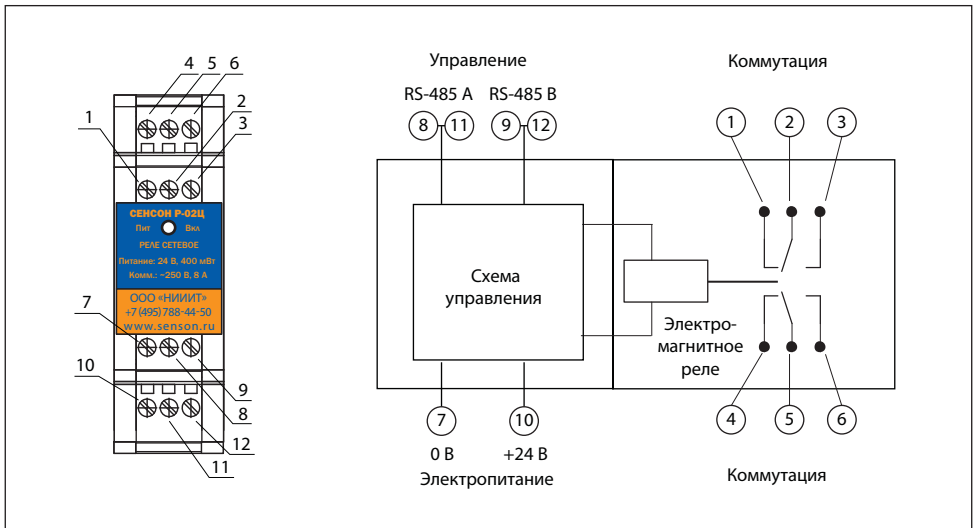 4 5 6
1
2
3
СЕНСОН Р-02Ц
Пит Вкл
РЕЛЕ СЕТЕВОЕ
Питание: 24 В, 400 мВт
Комм.: ~250 В, 8 А
ООО «НИИИТ»
+7 (495) 788-44-50
www.senson.ru
7
10
9
8
12
11
Управление
RS-485 A RS-485 B
8 11 9 12
Схема
управления
7 10
0 В +24 В
Электропитание
Коммутация
1 2 3
Электро-
магнитное
реле
4 5 6
Коммутация